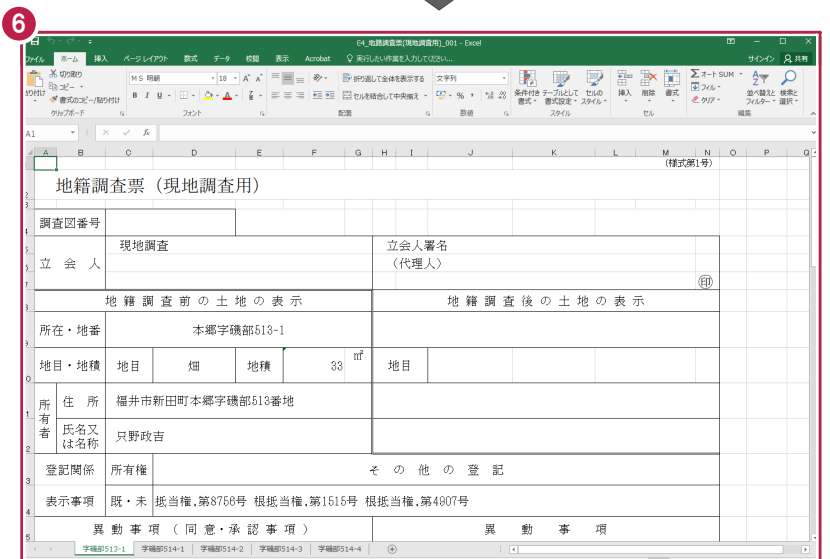 6
E4_地籍調査票(現地調査用)_001 - Excel
ファイル ホーム 挿入 ページレイアウト 数式 データ 校閲 表示 Acrobat 実行したい作業を入力してください... サインイン 共有
切り取り
コピー
書式のコピー/貼り付け
クリップボード
MS 明朝 18
B I U
フォント
折り返して全体を表示する
セルを結合して中央揃え
配置
文字列
数値
条件付き書式 テーブルとして書式設定 セルのスタイル
スタイル
挿入 削除 書式
セル
オート SUM
フィル
クリア
並べ替えとフィルター 検索と選択
編集
A1 fx
A B C D E F G H I J K L M N O P Q
(様式第1号)
地籍調査票(現地調査用)
調査図番号
立会人 現地調査 立会人署名
(代理人)
印
地籍調査前の土地の表示 地籍調査後の土地の表示
所在・地番 本郷字磯部513-1
地目・地積 地目 畑 地積 33 ㎡ 地目
所有者 住所 福井市新田町本郷字磯部513番地
氏名又は名称 只野政吉
登記関係 所有権 その他の登記
表示事項 既・未 抵当権,第8756号 根抵当権,第1515号 根抵当権,第4907号
異動事項(同意・承認事項) 異動事項
字磯部513-1 字磯部514-1 字磯部514-2 字磯部514-3 字磯部514-4